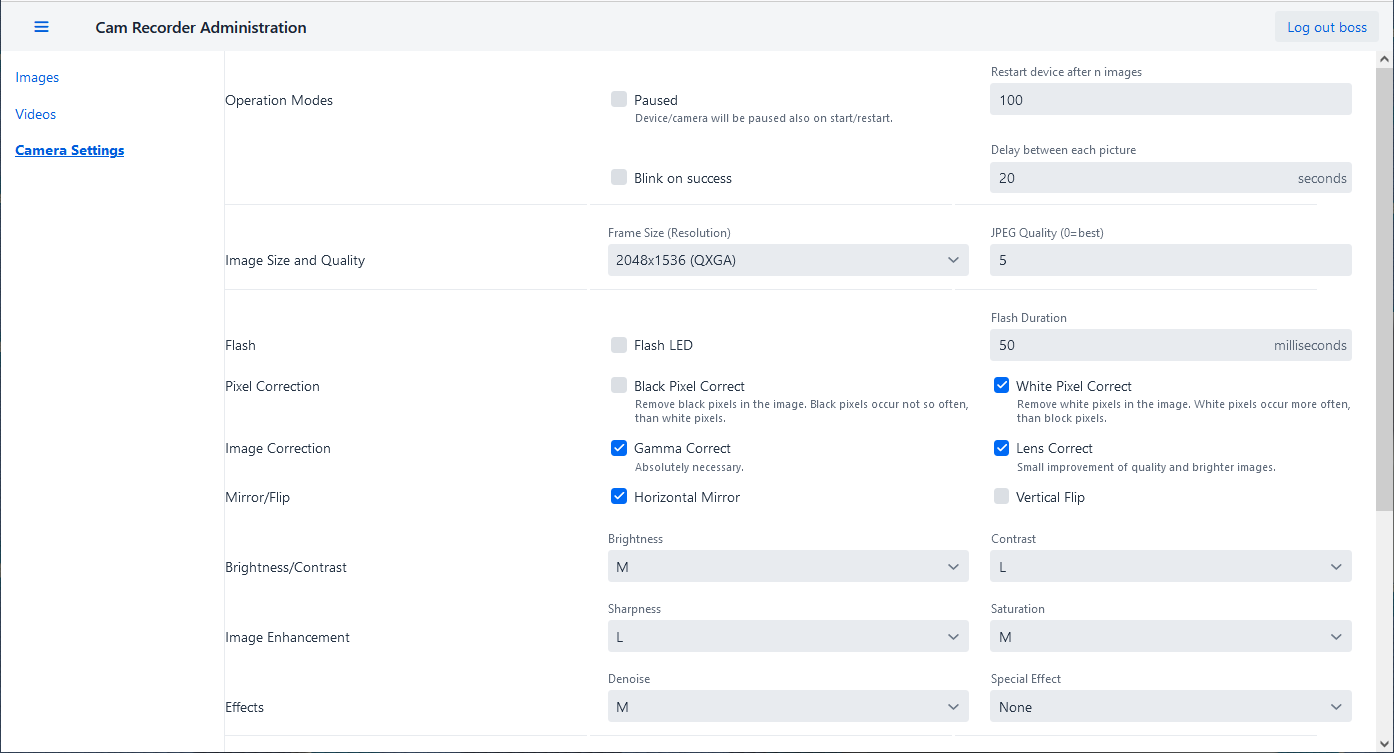 Cam Recorder Administration
Log out boss
Images
Videos
Camera Settings
Operation Modes
Paused
Device/camera will be paused also on start/restart.
Restart device after n images
100
Blink on success
Delay between each picture
20 seconds
Image Size and Quality
Frame Size (Resolution)
2048x1536 (QXGA)
JPEG Quality (0=best)
5
Flash
Flash LED
Flash Duration
50 milliseconds
Pixel Correction
Black Pixel Correct
Remove black pixels in the image. Black pixels occur not so often,
than white pixels.
White Pixel Correct
Remove white pixels in the image. White pixels occur more often,
than block pixels.
Image Correction
Gamma Correct
Absolutely necessary.
Lens Correct
Small improvement of quality and brighter images.
Mirror/Flip
Horizontal Mirror
Vertical Flip
Brightness/Contrast
Brightness
M
Contrast
L
Image Enhancement
Sharpness
L
Saturation
M
Effects
Denoise
M
Special Effect
None